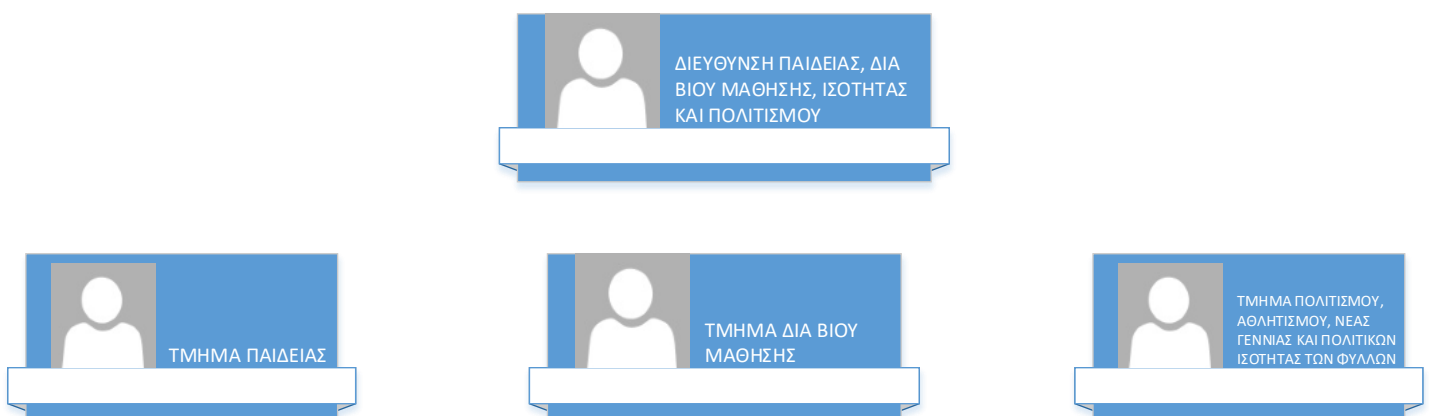 ΔΙΕΥΘΥΝΣΗ ΠΑΙΔΕΙΑΣ, ΔΙΑ
ΒΙΟΥ ΜΑΘΗΣΗΣ, ΙΣΟΤΗΤΑΣ
ΚΑΙ ΠΟΛΙΤΙΣΜΟΥ
ΤΜΗΜΑ ΠΑΙΔΕΙΑΣ
ΤΜΗΜΑ ΔΙΑ ΒΙΟΥ
ΜΑΘΗΣΗΣ
ΤΜΗΜΑ ΠΟΛΙΤΙΣΜΟΥ,
ΑΘΛΗΤΙΣΜΟΥ, ΝΕΑΣ
ΓΕΝΝΙΑΣ ΚΑΙ ΠΟΛΙΤΙΚΩΝ
ΙΣΟΤΗΤΑΣ ΤΩΝ ΦΥΛΛΩΝ